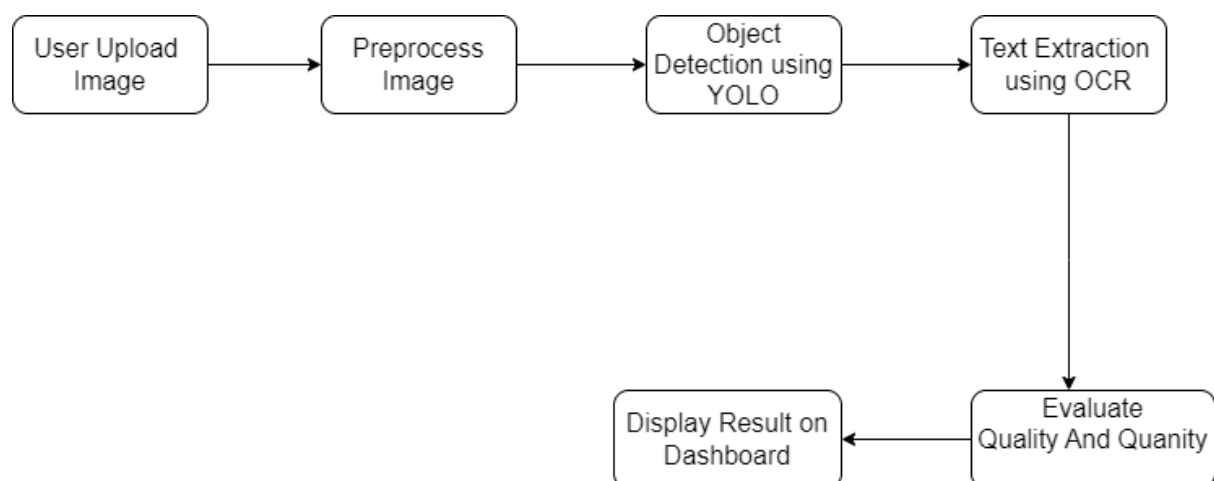 User Upload
Image
Preprocess
Image
Object
Detection using
YOLO
Text Extraction
using OCR
Evaluate
Quality And Quanity
Display Result on
Dashboard